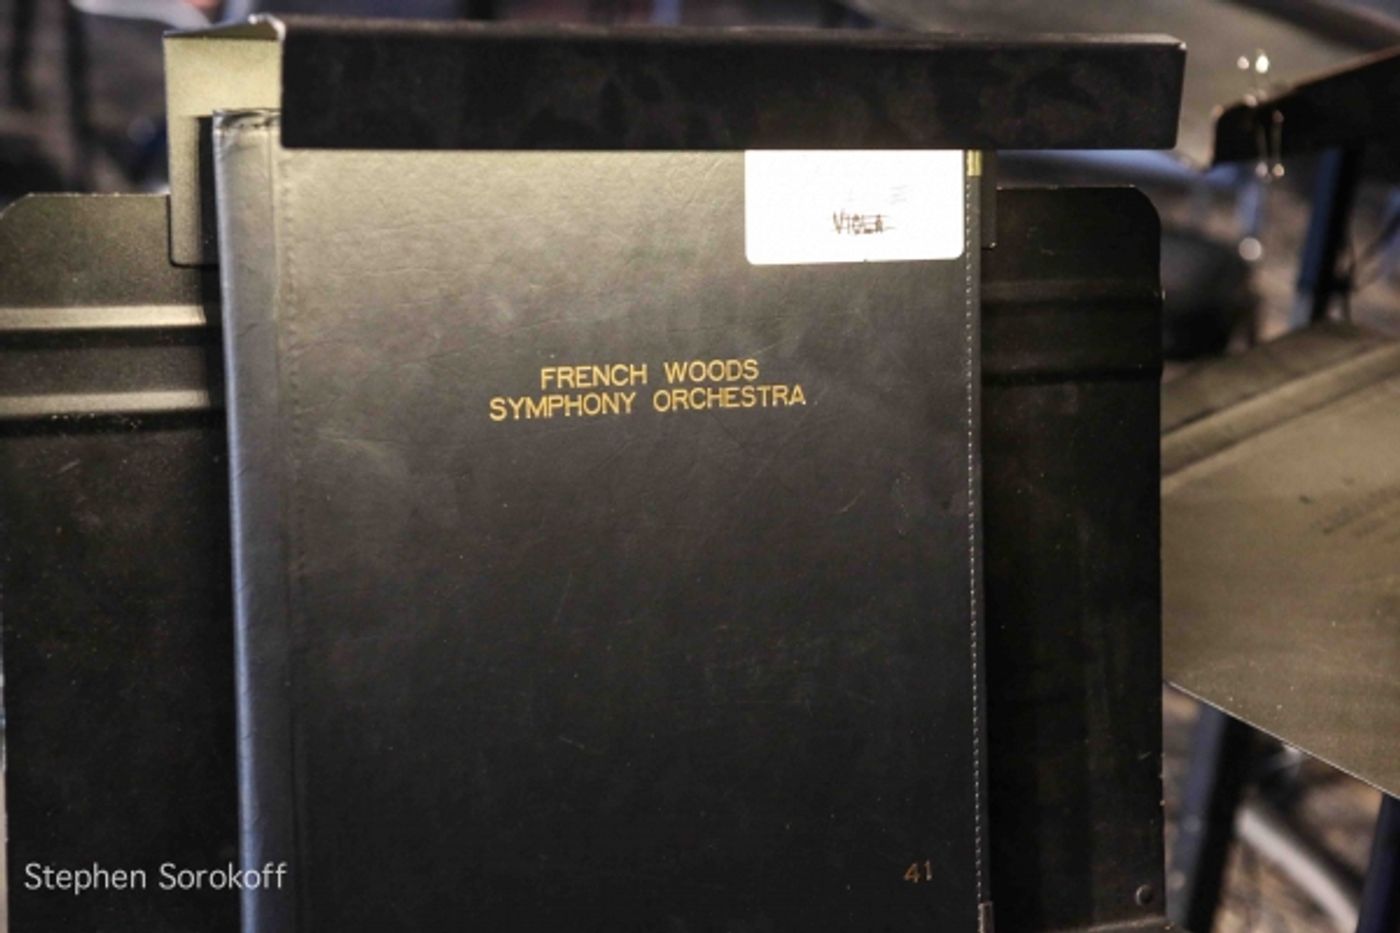 VIOLA
FRENCH WOODS
SYMPHONY ORCHESTRA
41
Stephen Sorokoff